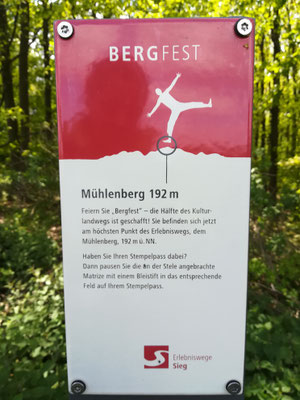 BERGFEST
Mühlenberg 192 m
Feiern Sie „Bergfest" – die Hälfte des Kultur-
landwegs ist geschafft! Sie befinden sich jetzt
am höchsten Punkt des Erlebniswegs, dem
Mühlenberg, 192 m ü. NN.
Haben Sie Ihren Stempelpass dabei?
Dann pausen Sie die an der Stele angebrachte
Matrize mit einem Bleistift in das entsprechende
Feld auf Ihrem Stempelpass.
Erlebniswege
Sieg